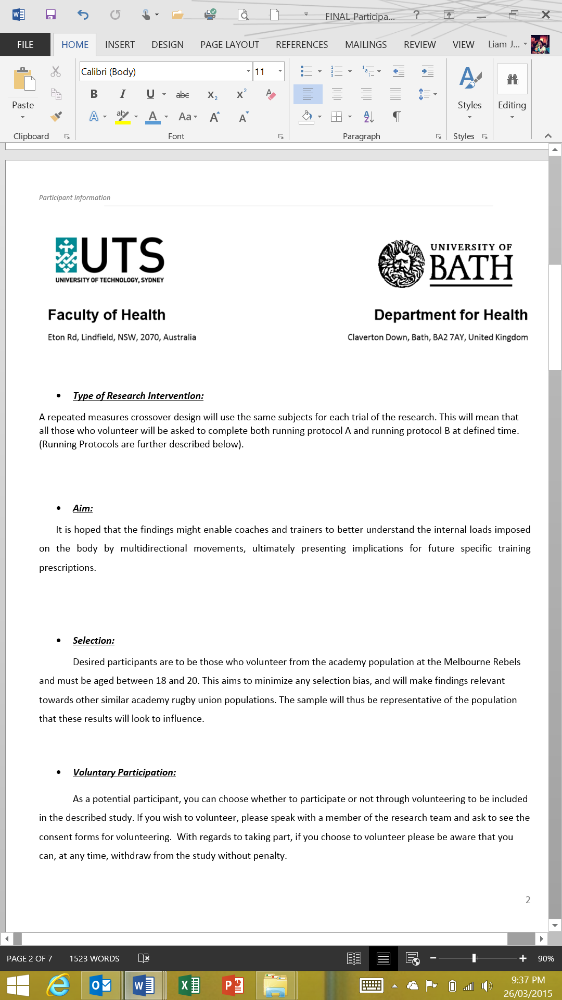 FINAL_Participa...
FILE HOME INSERT DESIGN PAGE LAYOUT REFERENCES MAILINGS REVIEW VIEW Liam J...
Calibri (Body) 11
Paste
Styles
Editing
Clipboard Font Paragraph Styles
Participant Information
UTS
UNIVERSITY OF TECHNOLOGY, SYDNEY
UNIVERSITY OF
BATH
Faculty of Health
Department for Health
Eton Rd, Lindfield, NSW, 2070, Australia
Claverton Down, Bath, BA2 7AY, United Kingdom
• Type of Research Intervention:
A repeated measures crossover design will use the same subjects for each trial of the research. This will mean that
all those who volunteer will be asked to complete both running protocol A and running protocol B at defined time.
(Running Protocols are further described below).
• Aim:
It is hoped that the findings might enable coaches and trainers to better understand the internal loads imposed
on the body by multidirectional movements, ultimately presenting implications for future specific training
prescriptions.
• Selection:
Desired participants are to be those who volunteer from the academy population at the Melbourne Rebels
and must be aged between 18 and 20. This aims to minimize any selection bias, and will make findings relevant
towards other similar academy rugby union populations. The sample will thus be representative of the population
that these results will look to influence.
• Voluntary Participation:
As a potential participant, you can choose whether to participate or not through volunteering to be included
in the described study. If you wish to volunteer, please speak with a member of the research team and ask to see the
consent forms for volunteering. With regards to taking part, if you choose to volunteer please be aware that you
can, at any time, withdraw from the study without penalty.
2
PAGE 2 OF 7 1523 WORDS 90%
9:37 PM
26/03/2015